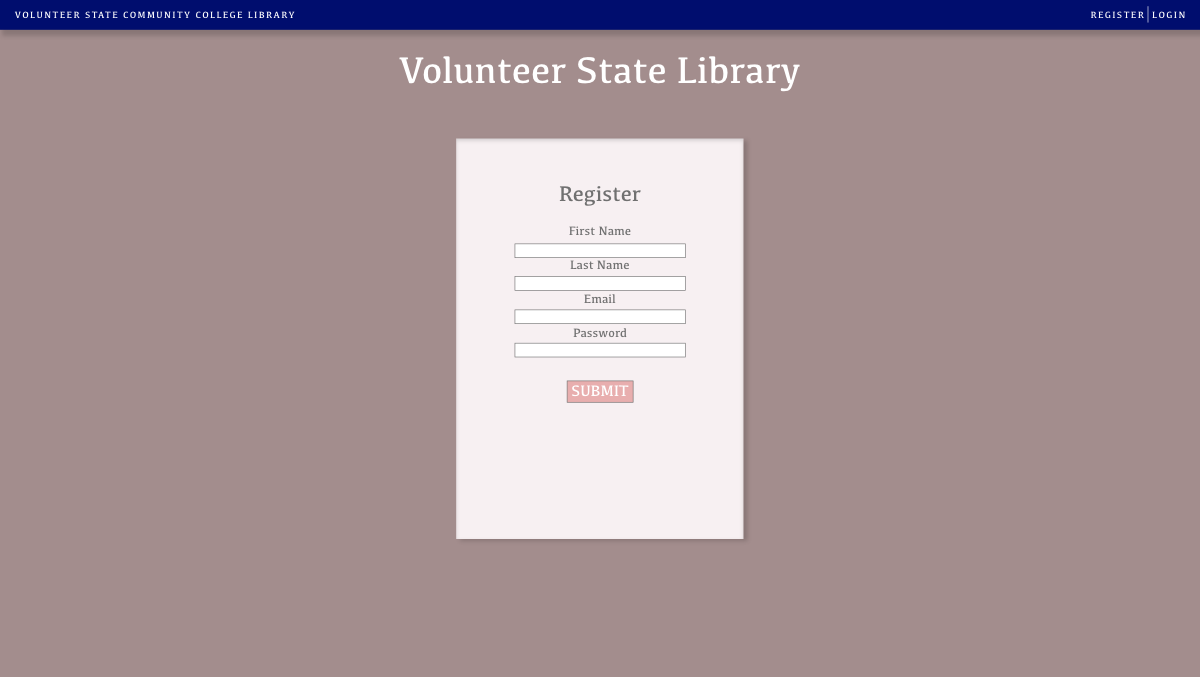 VOLUNTEER STATE COMMUNITY COLLEGE LIBRARY
REGISTER LOGIN
Volunteer State Library
Register
First Name
Last Name
Email
Password
SUBMIT